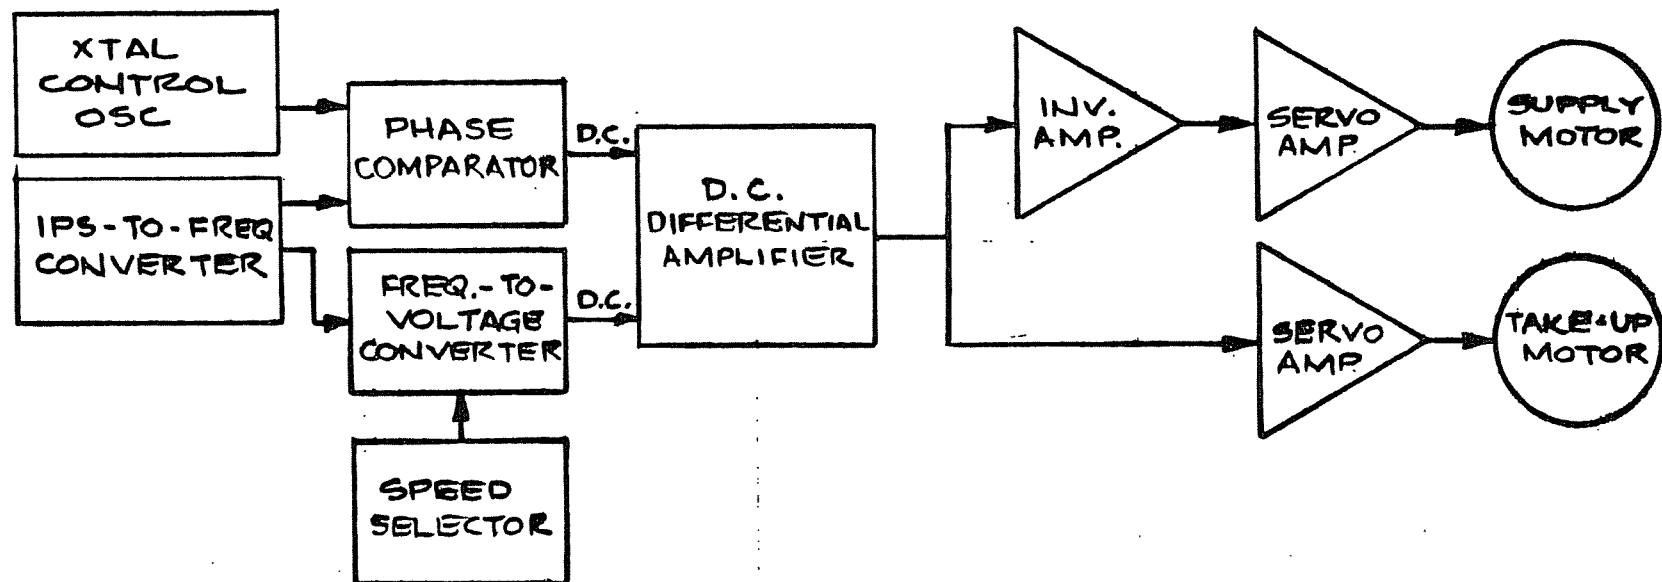 XTAL
CONTROL
OSC
IPS-TO-FREQ
CONVERTER
PHASE
COMPARATOR
FREQ.-TO-
VOLTAGE
CONVERTER
SPEED
SELECTOR
D.C.
D.C.
D.C.
DIFFERENTIAL
AMPLIFIER
INV.
AMP.
SERVO
AMP.
SUPPLY
MOTOR
SERVO
AMP.
TAKE-UP
MOTOR